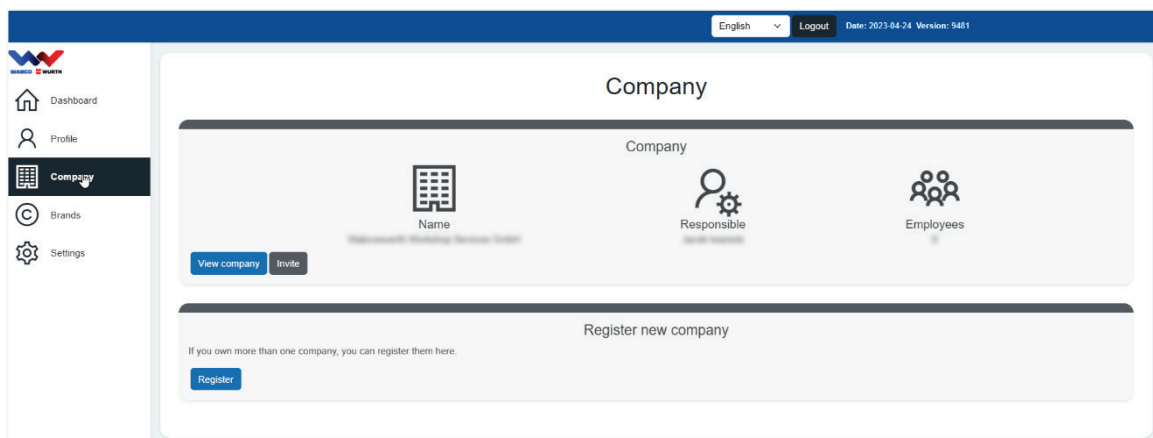 English
Logout
Date: 2023-04-24 Version: 9481
WABCO WURTH
Dashboard
Profile
Company
Brands
Settings
Company
Company
Name
Responsible
Employees
View company
Invite
Register new company
If you own more than one company, you can register them here.
Register